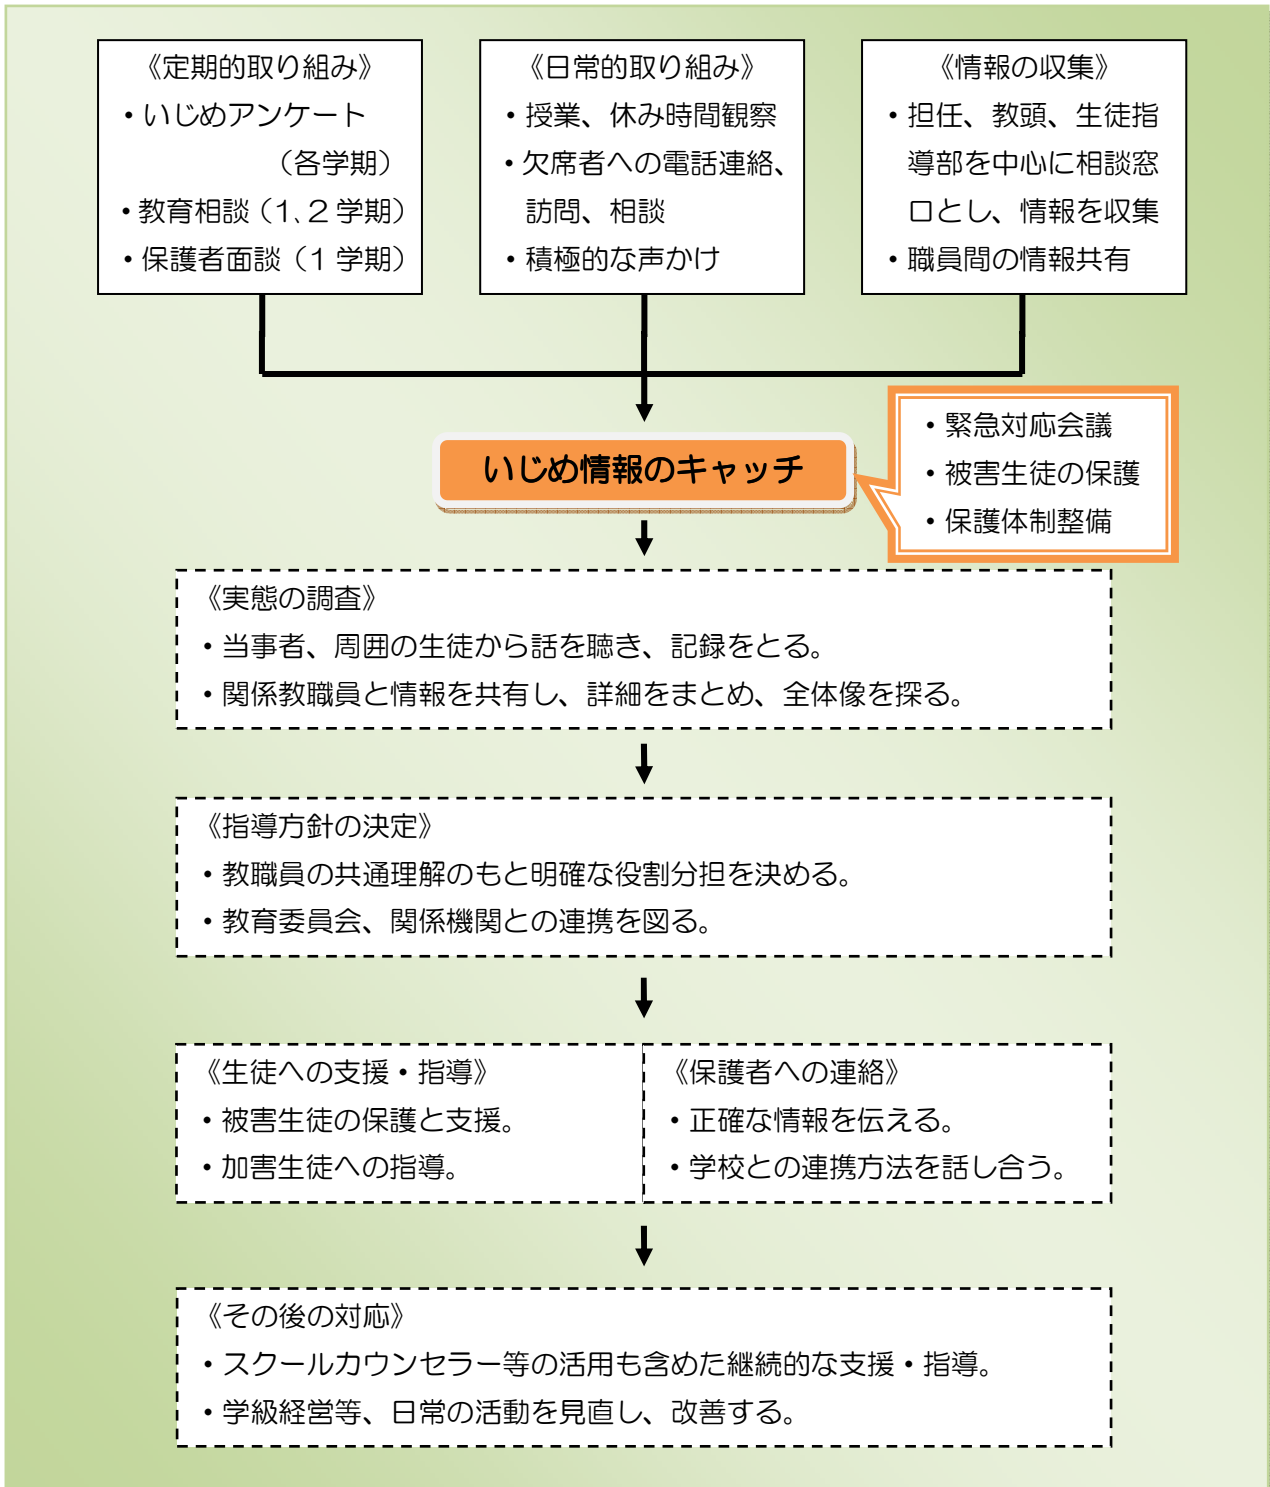 《定期的取り組み》
・いじめアンケート
（各学期）
・教育相談（1､2 学期）
・保護者面談（1 学期）
《日常的取り組み》
・授業、休み時間観察
・欠席者への電話連絡、
訪問、相談
・積極的な声かけ
《情報の収集》
・担任、教頭、生徒指
導部を中心に相談窓
口とし、情報を収集
・職員間の情報共有
いじめ情報のキャッチ
・緊急対応会議
・被害生徒の保護
・保護体制整備
《実態の調査》
・当事者、周囲の生徒から話を聴き、記録をとる。
・関係教職員と情報を共有し、詳細をまとめ、全体像を探る。
《指導方針の決定》
・教職員の共通理解のもと明確な役割分担を決める。
・教育委員会、関係機関との連携を図る。
《生徒への支援・指導》
・被害生徒の保護と支援。
・加害生徒への指導。
《保護者への連絡》
・正確な情報を伝える。
・学校との連携方法を話し合う。
《その後の対応》
・スクールカウンセラー等の活用も含めた継続的な支援・指導。
・学級経営等、日常の活動を見直し、改善する。